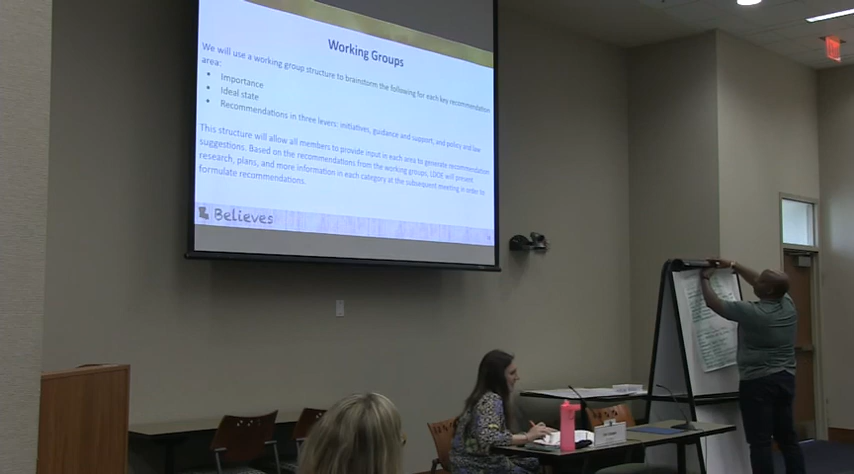 Working Groups
We will use a working group structure to brainstorm the following for each key recommendation
area:
• Importance
• Ideal state
• Recommendations in three levels: initiatives, guidance and support, and policy and law
This structure will allow all members to provide input in each area to generate recommendation
suggestions. Based on the recommendations from the working groups, LDOE will present
research, plans, and more information in each category at the subsequent meeting in order to
formulate recommendations.
Believes
EXIT